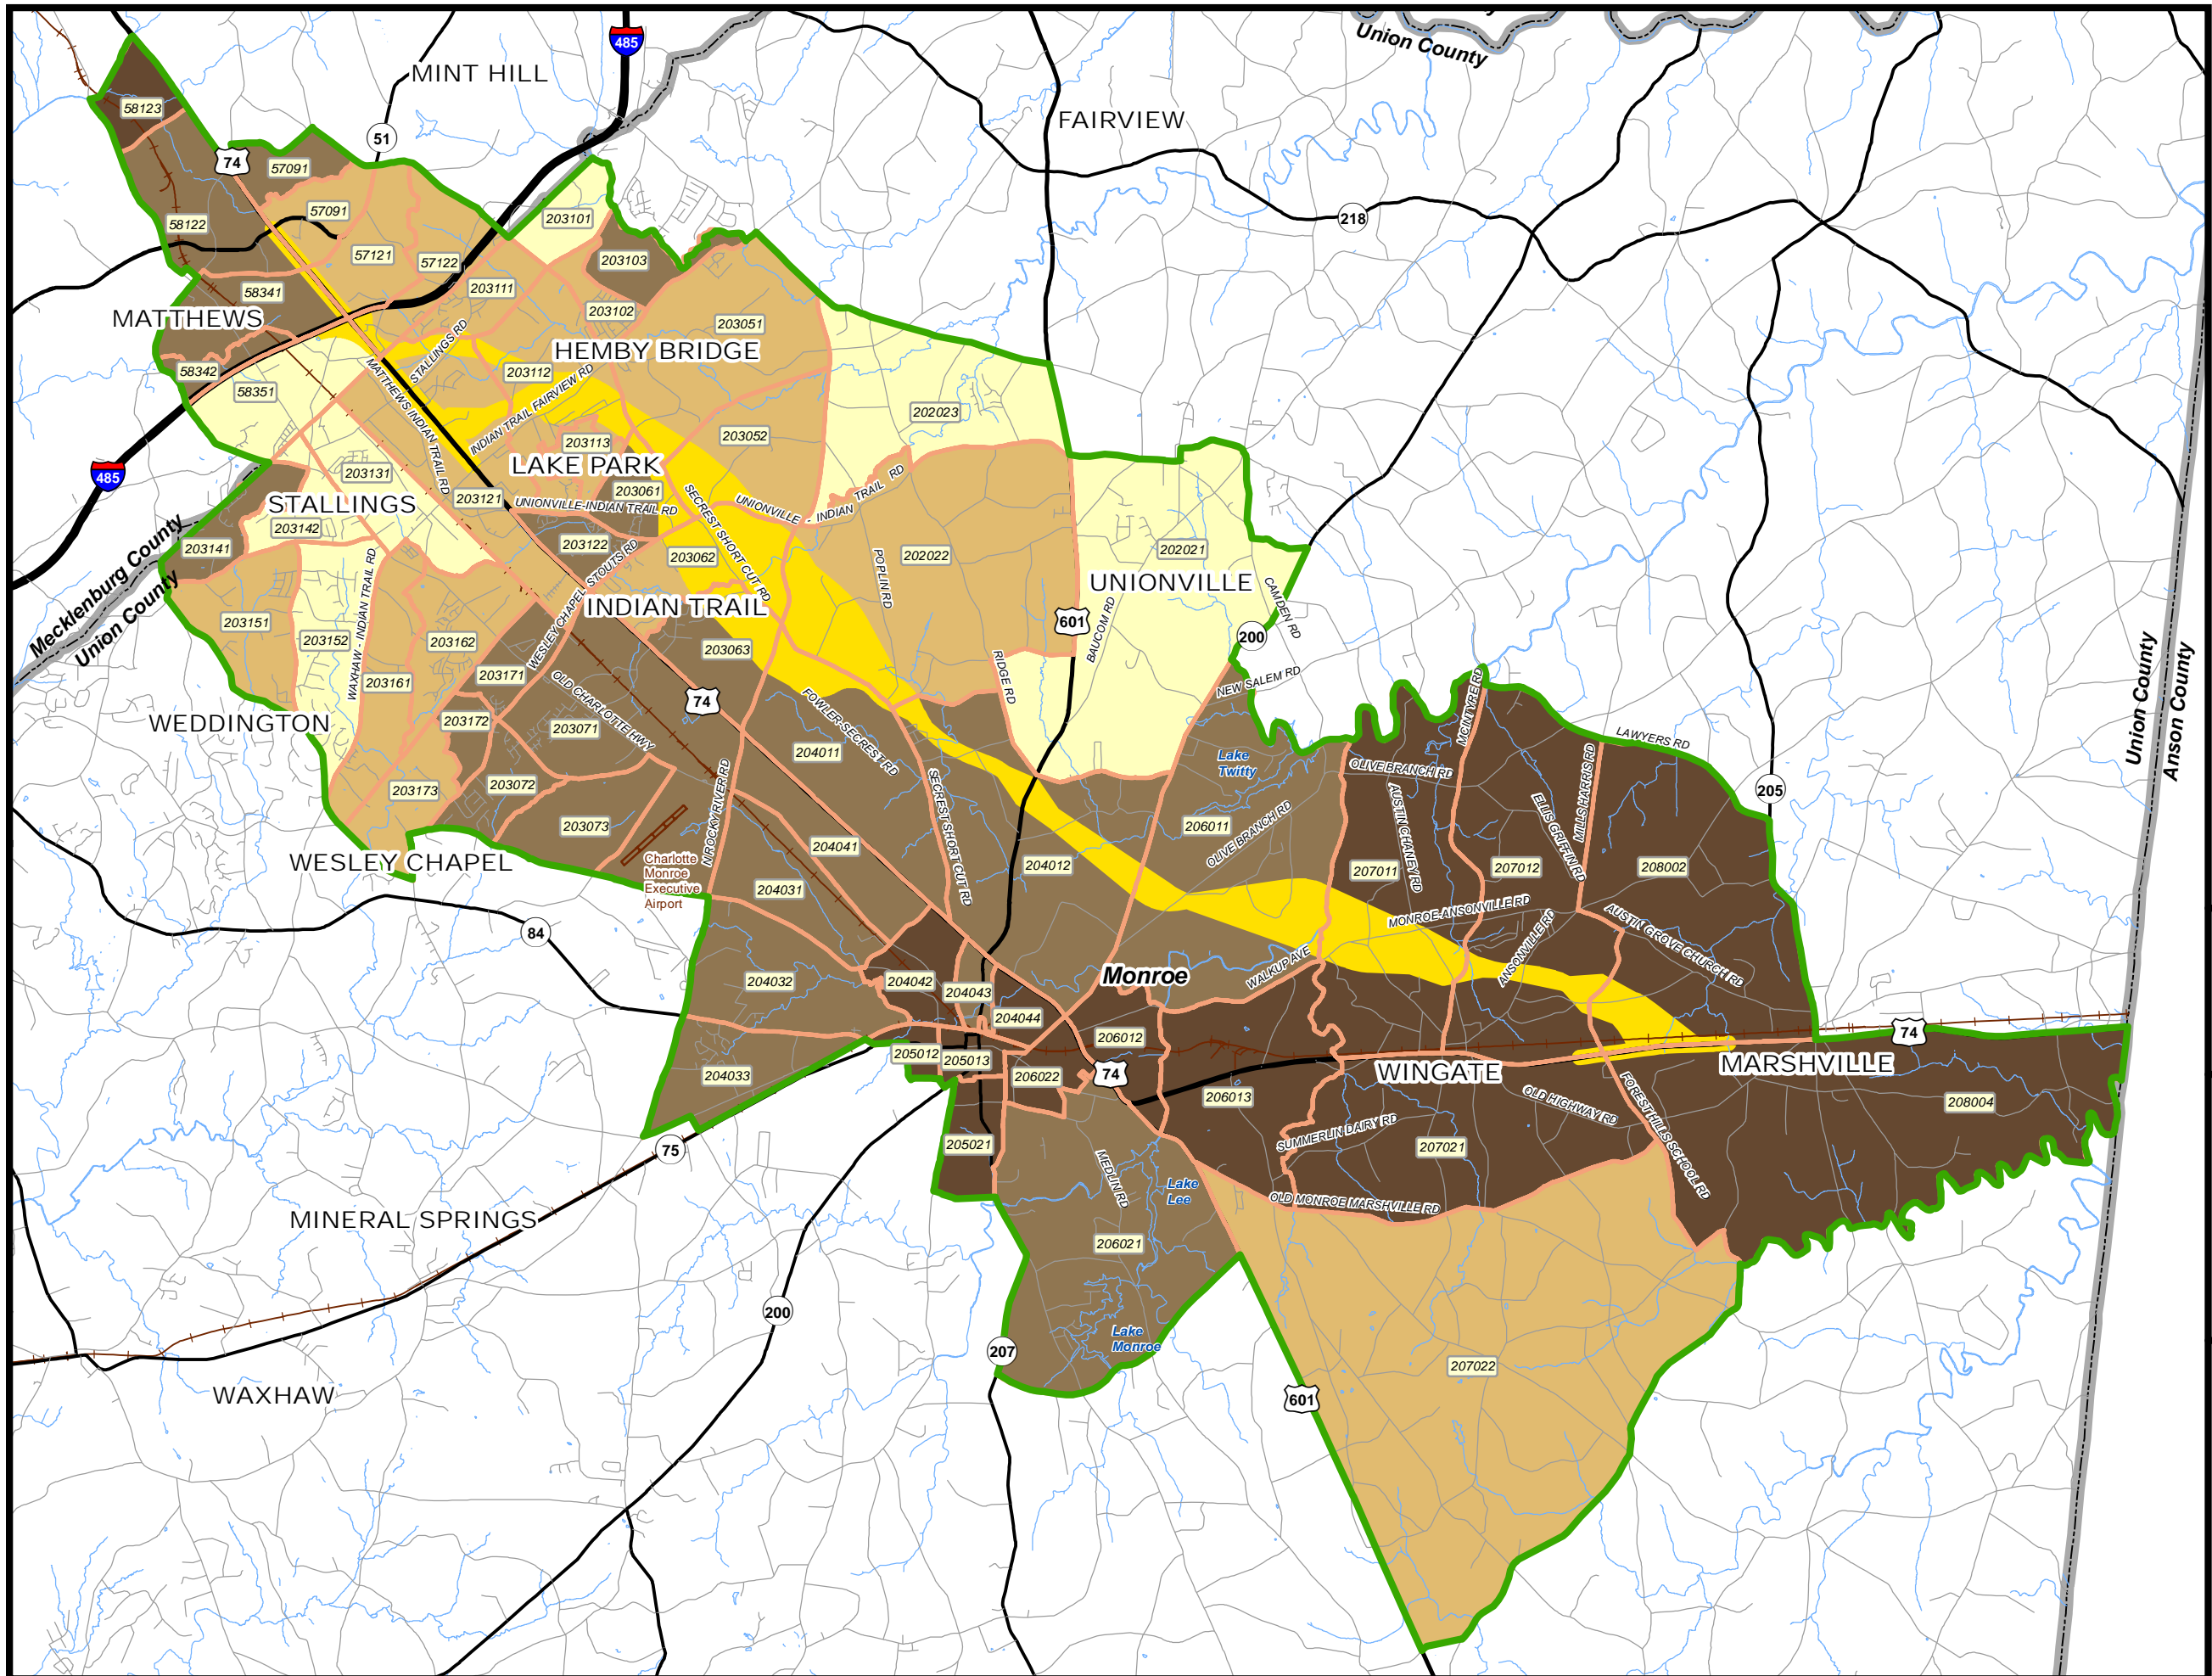 485
Union County
MINT HILL
58123
FAIRVIEW
51
74
57091
57091
203101
218
58122
57121
57122
203103
203111
58341
MATTHEWS
203102
203051
STALLINGS RD
HEMBY BRIDGE
58342
58351
203112
MATTHEWS INDIAN TRAIL RD
INDIAN TRAIL FAIRVIEW RD
202023
203052
203113
LAKE PARK
485
203131
203061
203121
STALLINGS
UNIONVILLE-INDIAN TRAIL RD
SECREST SHORT CUT RD
UNIONVILLE - INDIAN TRAIL RD
203142
203141
203122
STOUTS RD
203062
202022
POPLIN RD
202021
UNIONVILLE
Mecklenburg County
Union County
203151
203152
WAXHAW - INDIAN TRAIL RD
203162
WESLEY CHAPEL
INDIAN TRAIL
601
BAUCOM RD
CAMDEN RD
200
203063
203161
203171
OLD CHARLOTTE HWY
74
RIDGE RD
NEW SALEM RD
WEDDINGTON
203172
203071
FOWLER-SECREST RD
204011
MCINTYRE RD
LAWYERS RD
Union County
Anson County
Lake
Twitty
OLIVE BRANCH RD
MILLS HARRIS RD
205
203173
203072
N ROCKY RIVER RD
SECREST SHORT CUT RD
203073
204041
206011
OLIVE BRANCH RD
AUSTIN CHANEY RD
ELLIS GRIFFIN RD
WESLEY CHAPEL
Charlotte
Monroe
Executive
Airport
204031
204012
207011
207012
208002
84
MONROE-ANSONVILLE RD
ANSONVILLE RD
AUSTIN GROVE CHURCH RD
204032
204042
204043
Monroe
WALKUP AVE
204044
206012
74
205012
205013
204033
206022
74
WINGATE
MARSHVILLE
206013
OLD HIGHWAY RD
FOREST HILLS SCHOOL RD
208004
205021
SUMMERLIN DAIRY RD
207021
75
MEDLIN RD
Lake
Lee
OLD MONROE MARSHVILLE RD
MINERAL SPRINGS
206021
200
207
Lake
Monroe
207022
WAXHAW
601